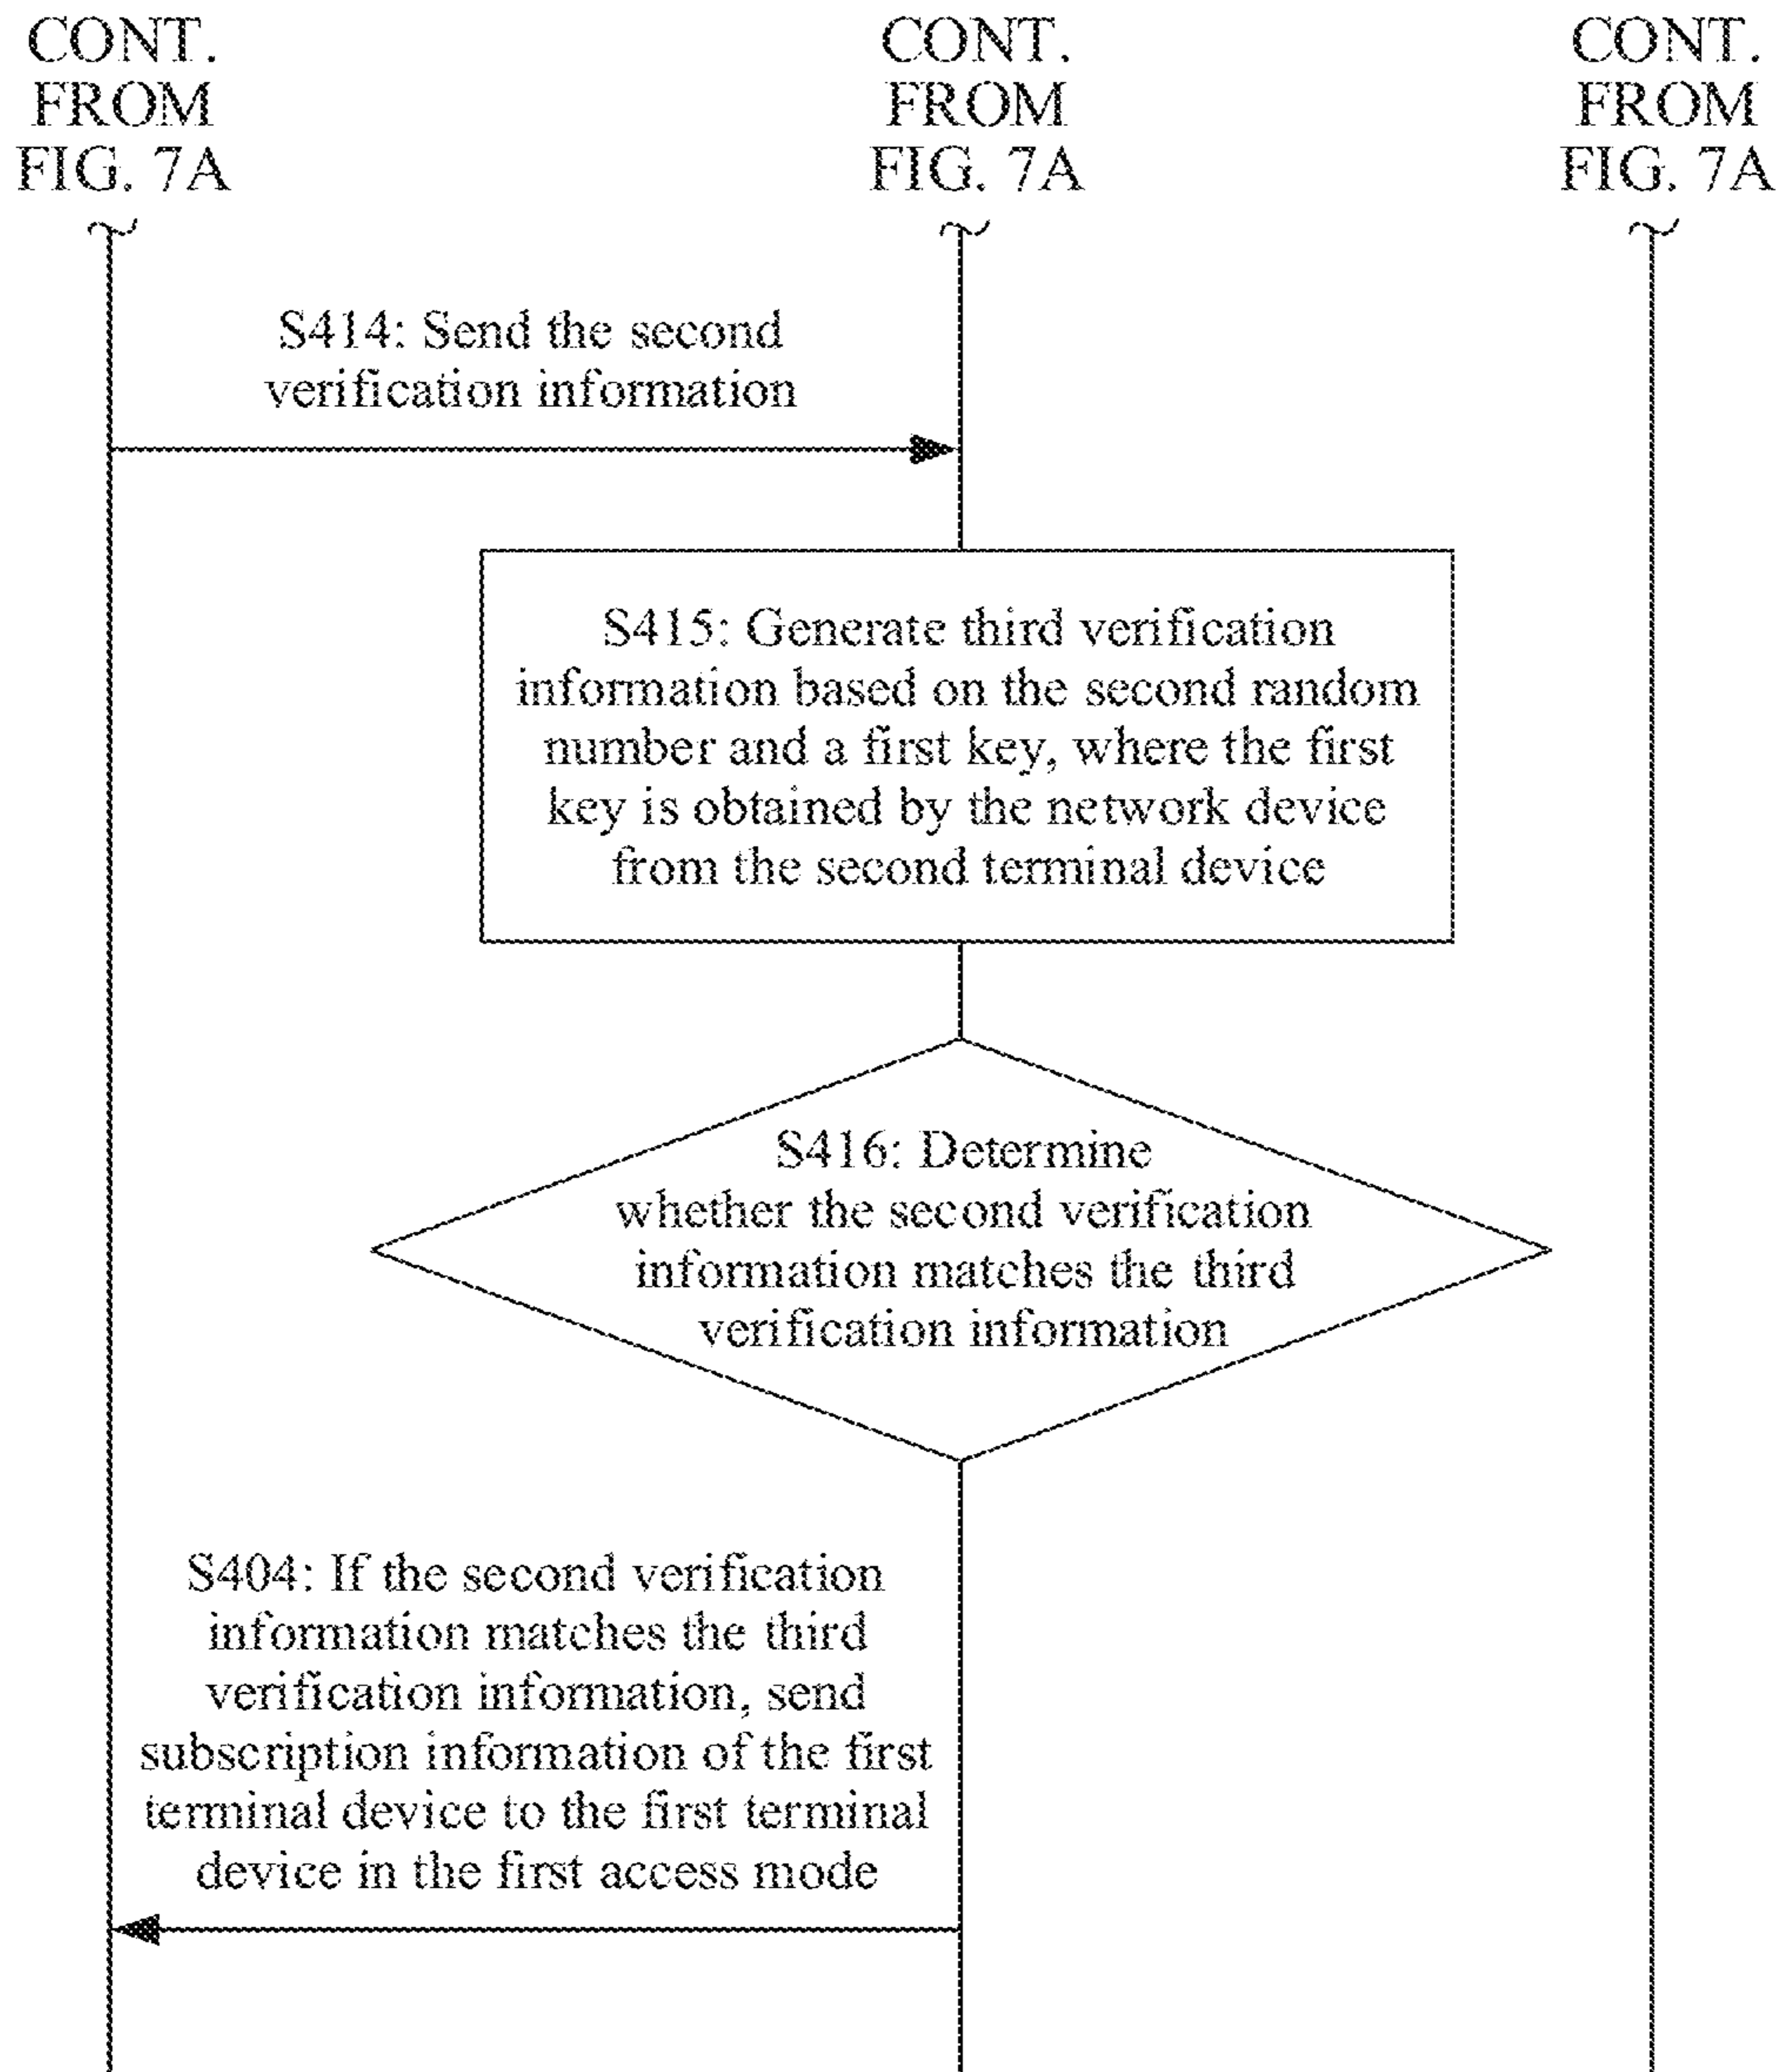 CONT.
FROM
FIG. 7A
CONT.
FROM
FIG. 7A
CONT.
FROM
FIG. 7A
S414: Send the second
verification information
S415: Generate third verification
information based on the second random
number and a first key, where the first
key is obtained by the network device
from the second terminal device
S416: Determine
whether the second verification
information matches the third
verification information
S404: If the second verification
information matches the third
verification information, send
subscription information of the first
terminal device to the first terminal
device in the first access mode